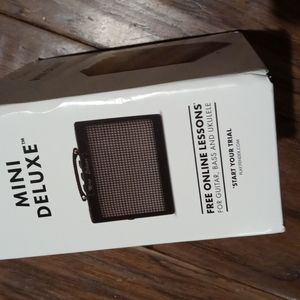 MINI
DELUXE™
FREE ONLINE LESSONS*
FOR GUITAR, BASS AND UKULELE
*START YOUR TRIAL